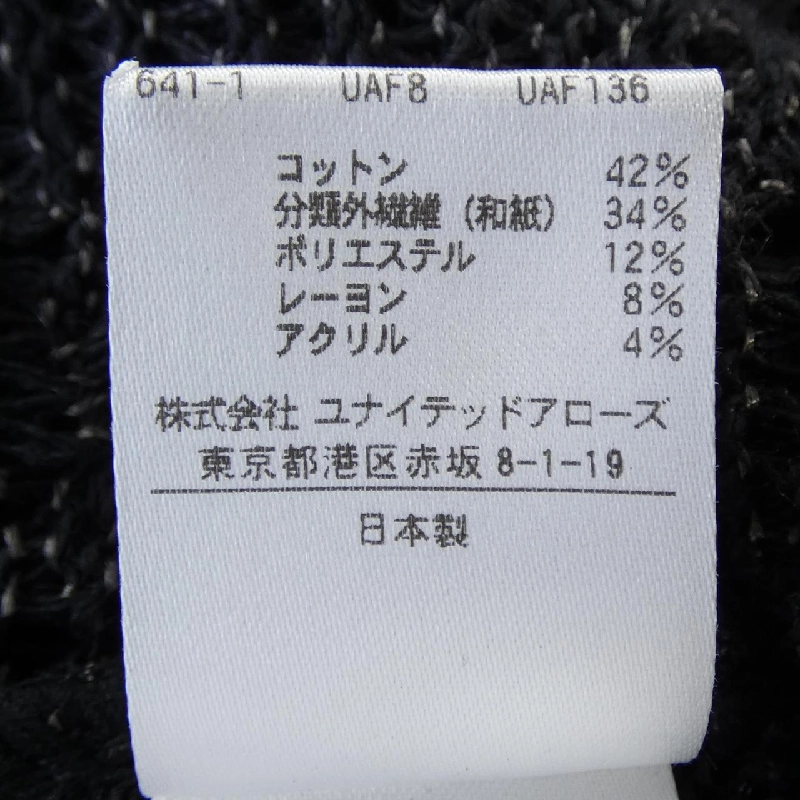 641-1 UAF8 UAF136
コットン 42%
分類外繊維（和紙） 34%
ポリエステル 12%
レーヨン 8%
アクリル 4%
株式会社 ユナイテッドアローズ
東京都港区赤坂 8-1-19
日本製